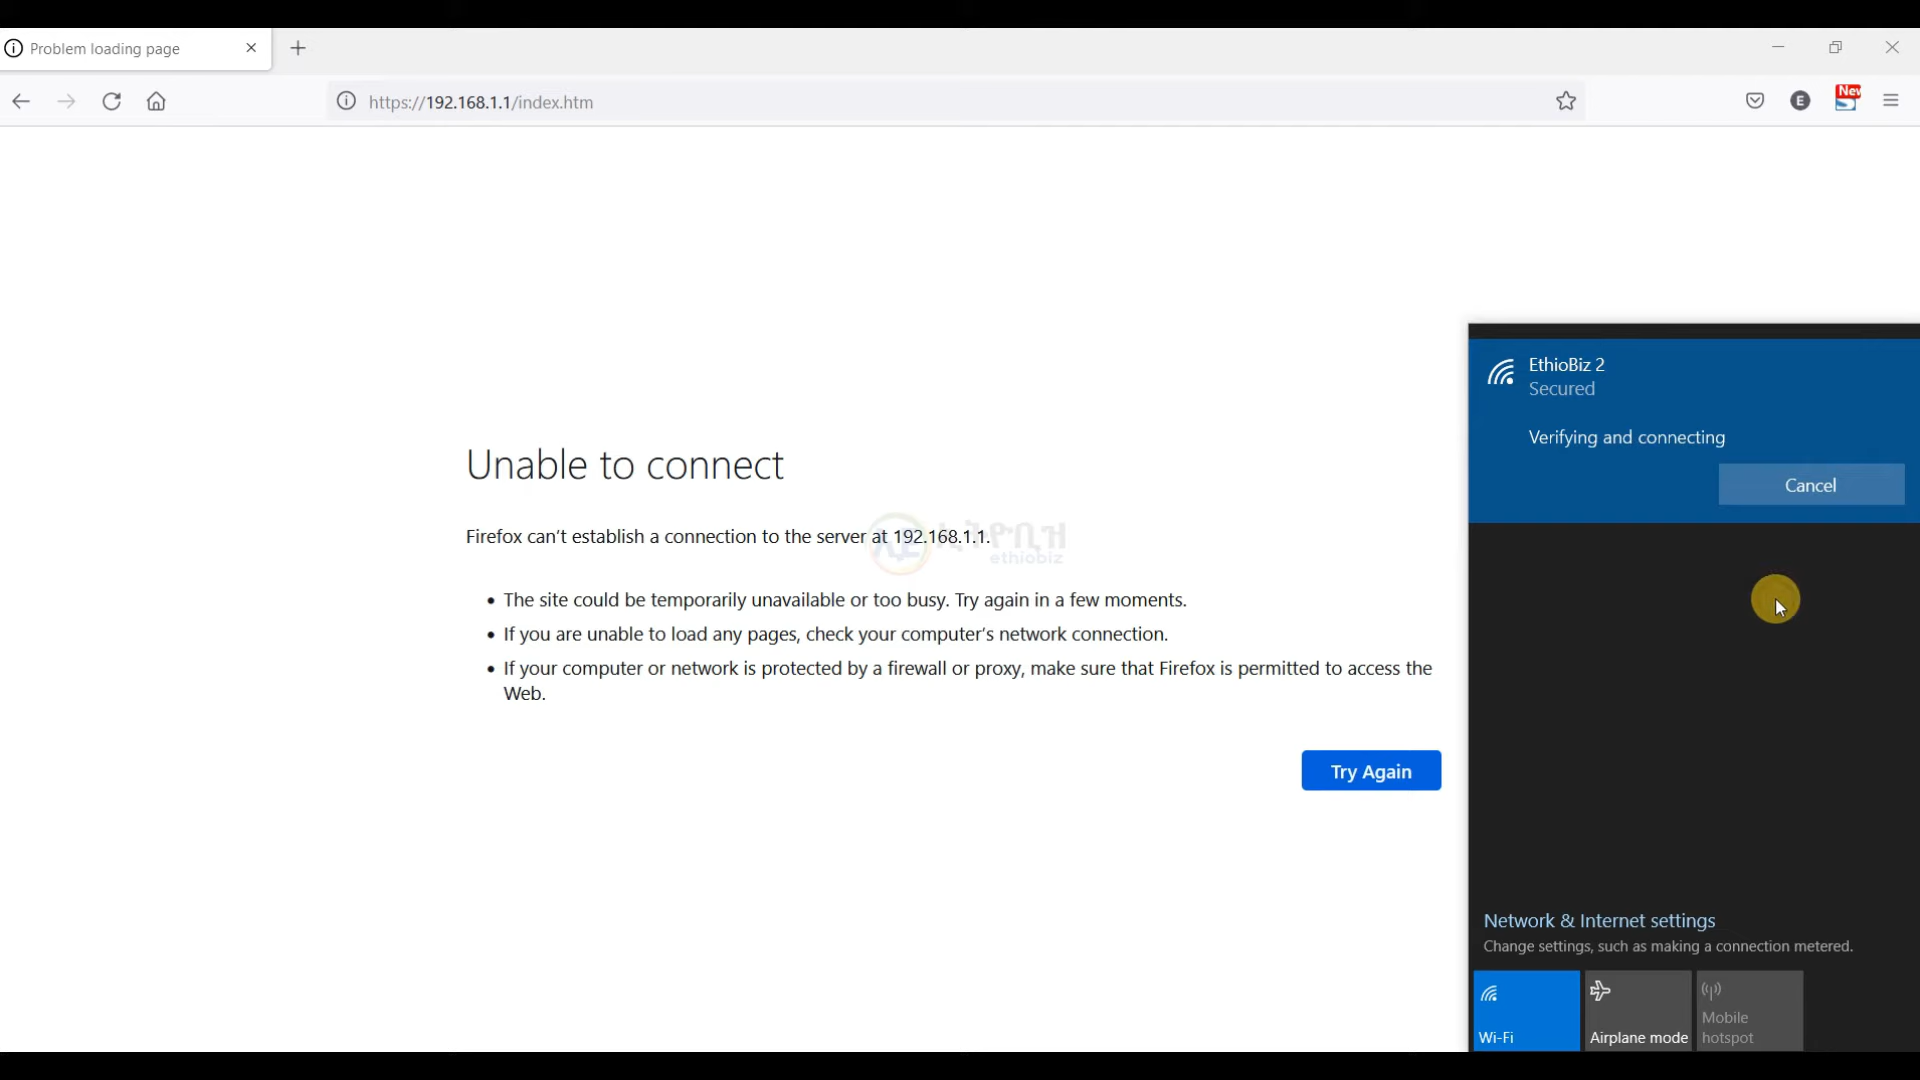 Problem loading page
https://192.168.1.1/index.htm
E
New
Unable to connect
Firefox can't establish a connection to the server at 192.168.1.1.
ኢትዮቢዝ
ethiobiz
• The site could be temporarily unavailable or too busy. Try again in a few moments.
• If you are unable to load any pages, check your computer's network connection.
• If your computer or network is protected by a firewall or proxy, make sure that Firefox is permitted to access the
Web.
Try Again
EthioBiz 2
Secured
Verifying and connecting
Cancel
Network & Internet settings
Change settings, such as making a connection metered.
Wi-Fi
Airplane mode
Mobile
hotspot